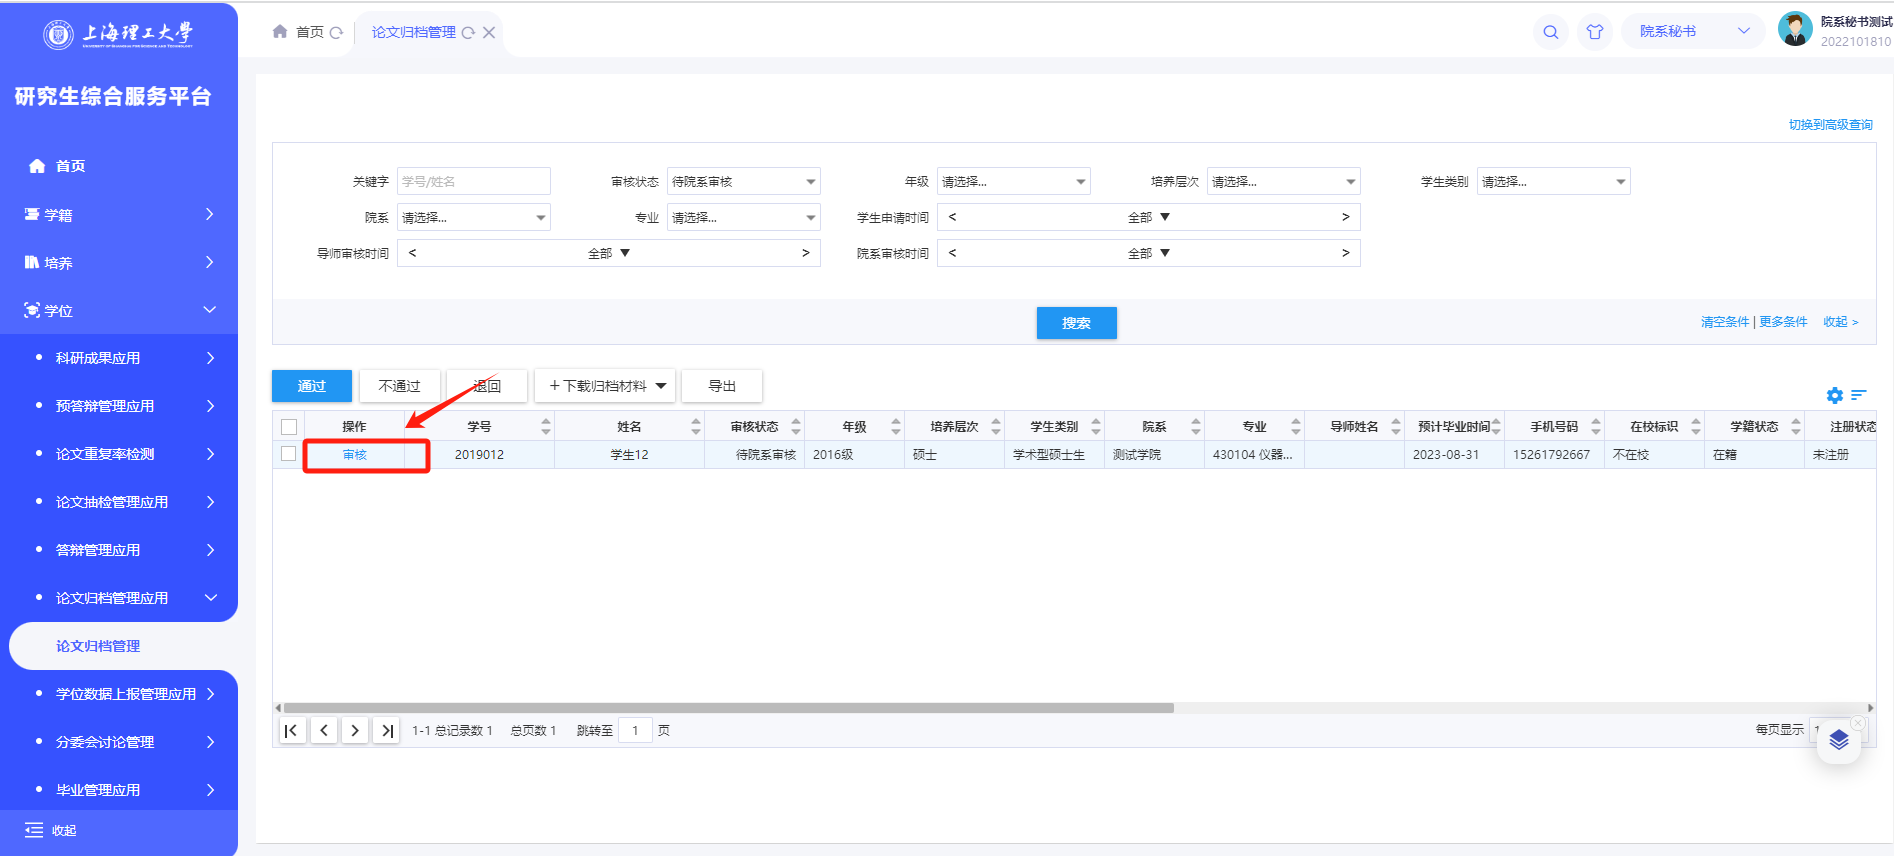 上海理工大學
UNIVERSITY OF SHANGHAI FOR SCIENCE AND TECHNOLOGY
研究生综合服务平台
首页
学籍
培养
学位
科研成果应用
预答辩管理应用
论文重复率检测
论文抽检管理应用
答辩管理应用
论文归档管理应用
论文归档管理
学位数据上报管理应用
分委会讨论管理
毕业管理应用
收起
首页 论文归档管理
院系秘书
院系秘书测试
2022101810
切换到高级查询
关键字 学号/姓名 审核状态 待院系审核 年级 请选择... 培养层次 请选择... 学生类别 请选择...
院系 请选择... 专业 请选择... 学生申请时间 < 全部 ▼ >
导师审核时间 < 全部 ▼ > 院系审核时间 < 全部 ▼ >
搜索
清空条件 | 更多条件 收起 >
通过 不通过 退回 +下载归档材料 导出
操作 学号 姓名 审核状态 年级 培养层次 学生类别 院系 专业 导师姓名 预计毕业时间 手机号码 在校标识 学籍状态 注册状态
审核 2019012 学生12 待院系审核 2016级 硕士 学术型硕士生 测试学院 430104 仪器... 2023-08-31 15261792667 不在校 在籍 未注册
1-1 总记录数 1 总页数 1 跳转至 1 页
每页显示